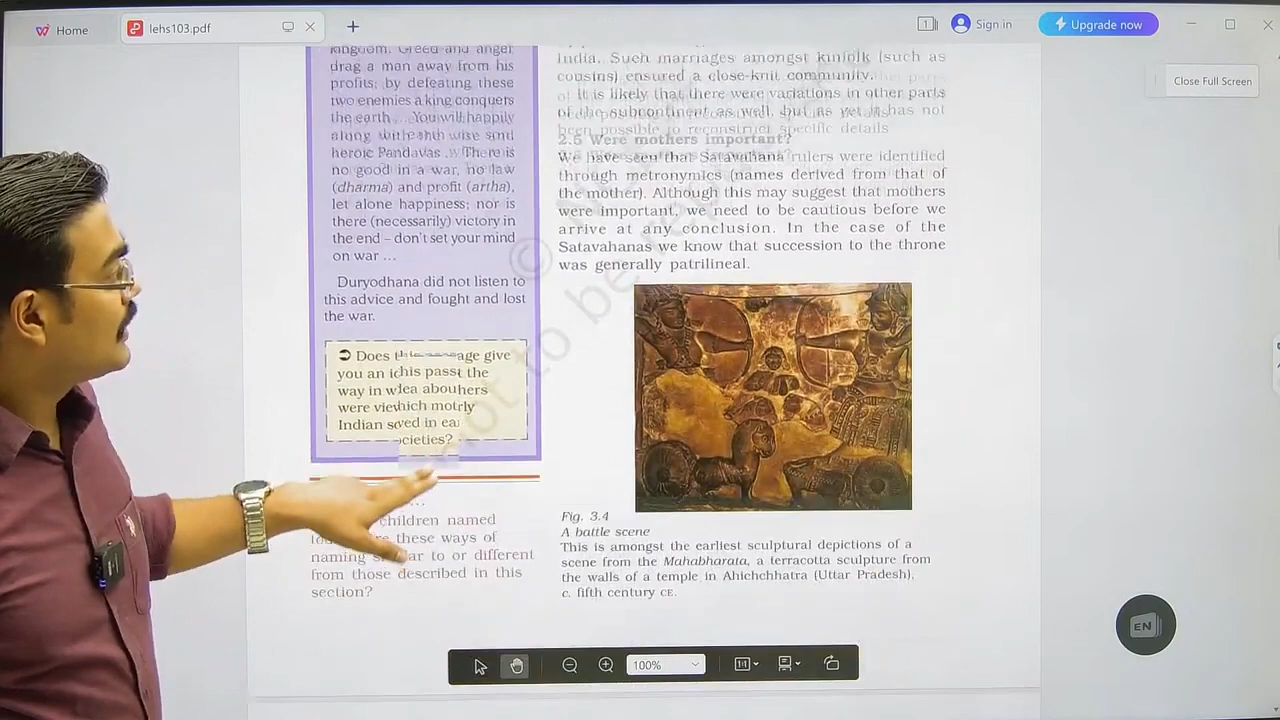 Home
lehs103.pdf
1
Sign in
Upgrade now
Close Full Screen
kingdom. Greed and anger
drag a man away from his
profits; by defeating these
two enemies a king conquers
the earth ... You will happily
along with wise and
heroic Pandavas ... There is
no good in a war, no law
(dharma) and profit (artha),
let alone happiness; nor is
there (necessarily) victory in
the end – don't set your mind
on war ...
Duryodhana did not listen to
this advice and fought and lost
the war.
Does age give
you an the
way in
were
Indian
India. Such marriages amongst kinfolk (such as
cousins) ensured a close-knit community.
It is likely that there were variations in other parts
of the subcontinent as well, but as yet it has not
been possible to reconstruct specific details
2.5 Were mothers important?
We have seen that Satavahana rulers were identified
through metronymics (names derived from that of
the mother). Although this may suggest that mothers
were important, we need to be cautious before we
arrive at any conclusion. In the case of the
Satavahanas we know that succession to the throne
was generally patrilineal.
Fig. 3.4
A battle scene
This is amongst the earliest sculptural depictions of a
scene from the Mahabharata, a terracotta sculpture from
the walls of a temple in Ahichchhatra (Uttar Pradesh),
c. fifth century CE.
children named
these ways of
naming to or different
from those described in this
section?
not to be
EN
100%
1:1